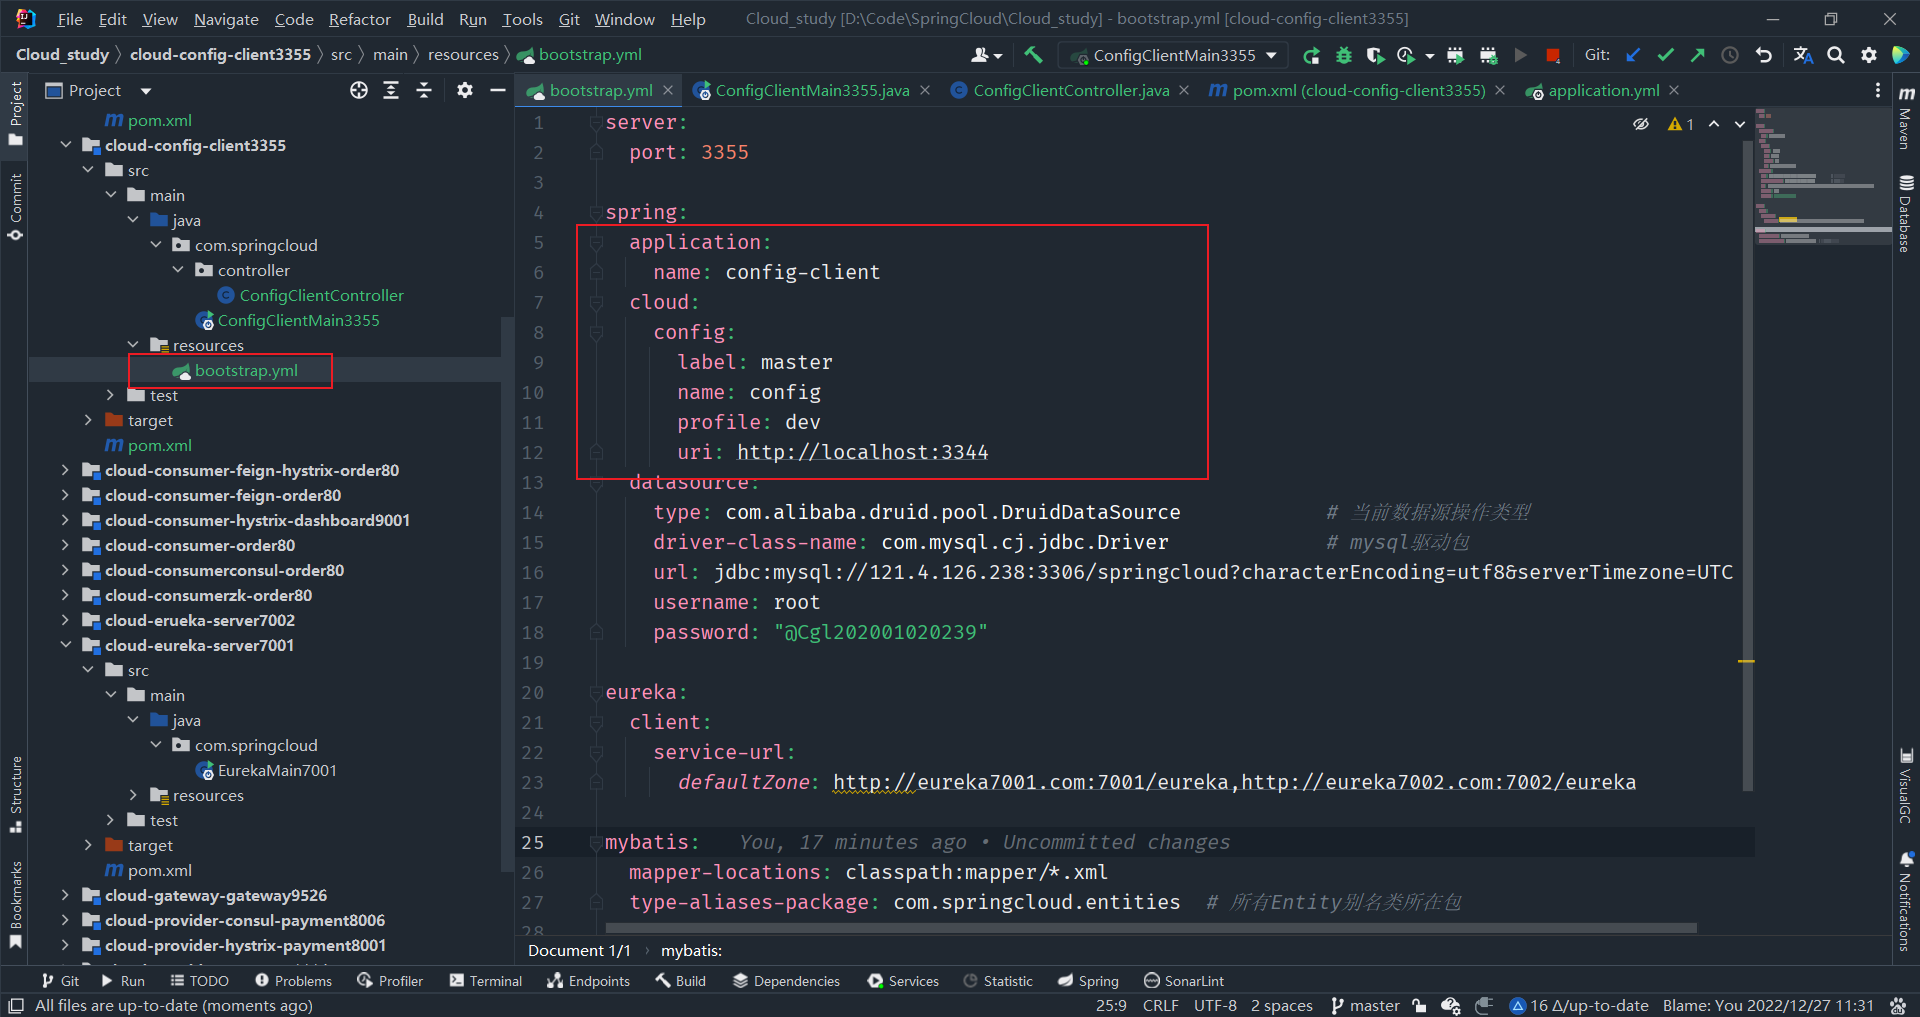 File Edit View Navigate Code Refactor Build Run Tools Git Window Help Cloud_study [D:\Code\SpringCloud\Cloud_study] - bootstrap.yml [cloud-config-client3355]
Cloud_study cloud-config-client3355 src main resources bootstrap.yml ConfigClientMain3355 Git:
Project
bootstrap.yml ConfigClientMain3355.java ConfigClientController.java pom.xml (cloud-config-client3355) application.yml
Project
Commit
Structure
Bookmarks
pom.xml
cloud-config-client3355
src
main
java
com.springcloud
controller
ConfigClientController
ConfigClientMain3355
resources
bootstrap.yml
test
target
pom.xml
cloud-consumer-feign-hystrix-order80
cloud-consumer-feign-order80
cloud-consumer-hystrix-dashboard9001
cloud-consumer-order80
cloud-consumerconsul-order80
cloud-consumerzk-order80
cloud-erueka-server7002
cloud-eureka-server7001
src
main
java
com.springcloud
EurekaMain7001
resources
test
target
pom.xml
cloud-gateway-gateway9526
cloud-provider-consul-payment8006
cloud-provider-hystrix-payment8001
1 server:
2 port: 3355
3
4 spring:
5 application:
6 name: config-client
7 cloud:
8 config:
9 label: master
10 name: config
11 profile: dev
12 uri: http://localhost:3344
13 datasource:
14 type: com.alibaba.druid.pool.DruidDataSource # 当前数据源操作类型
15 driver-class-name: com.mysql.cj.jdbc.Driver # mysql驱动包
16 url: jdbc:mysql://121.4.126.238:3306/springcloud?characterEncoding=utf8&serverTimezone=UTC
17 username: root
18 password: "@Cgl202001020239"
19
20 eureka:
21 client:
22 service-url:
23 defaultZone: http://eureka7001.com:7001/eureka,http://eureka7002.com:7002/eureka
24
25 mybatis: You, 17 minutes ago • Uncommitted changes
26 mapper-locations: classpath:mapper/*.xml
27 type-aliases-package: com.springcloud.entities # 所有Entity别名类所在包
28
1
Maven
Database
VisualGC
Notifications
Document 1/1 mybatis:
Git Run TODO Problems Profiler Terminal Endpoints Build Dependencies Services Statistic Spring SonarLint
All files are up-to-date (moments ago) 25:9 CRLF UTF-8 2 spaces master 16 Δ/up-to-date Blame: You 2022/12/27 11:31